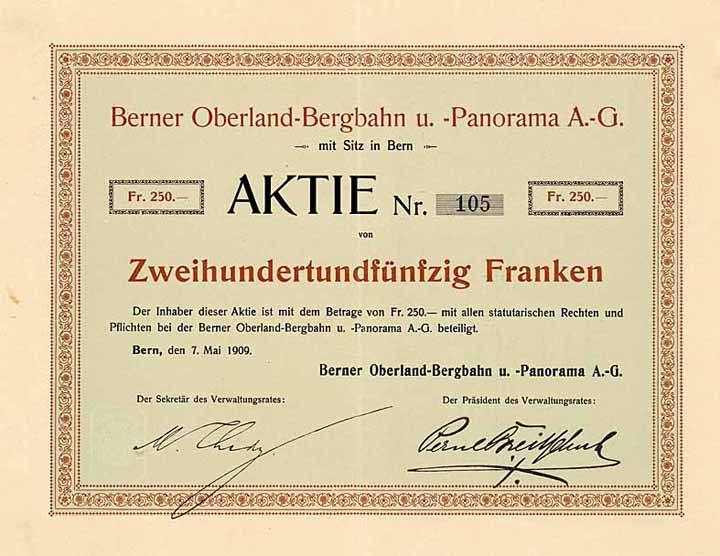 Berner Oberland-Bergbahn u. -Panorama A.-G.
mit Sitz in Bern
Fr. 250.— AKTIE Nr. 105 Fr. 250.—
von
Zweihundertundfünfzig Franken
Der Inhaber dieser Aktie ist mit dem Betrage von Fr. 250.— mit allen statutarischen Rechten und
Pflichten bei der Berner Oberland-Bergbahn u. -Panorama A.-G. beteiligt.
Bern, den 7. Mai 1909.
Berner Oberland-Bergbahn u. -Panorama A.-G.
Der Sekretär des Verwaltungsrates: Der Präsident des Verwaltungsrates: